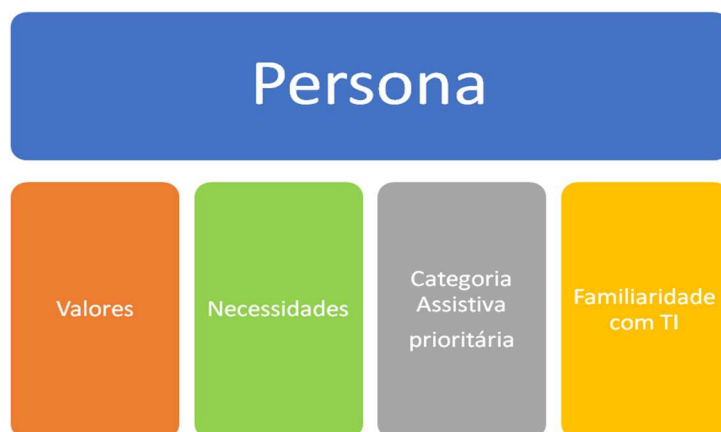 Persona
Valores
Necessidades
Categoria
Assistiva
prioritária
Familiaridade
com TI